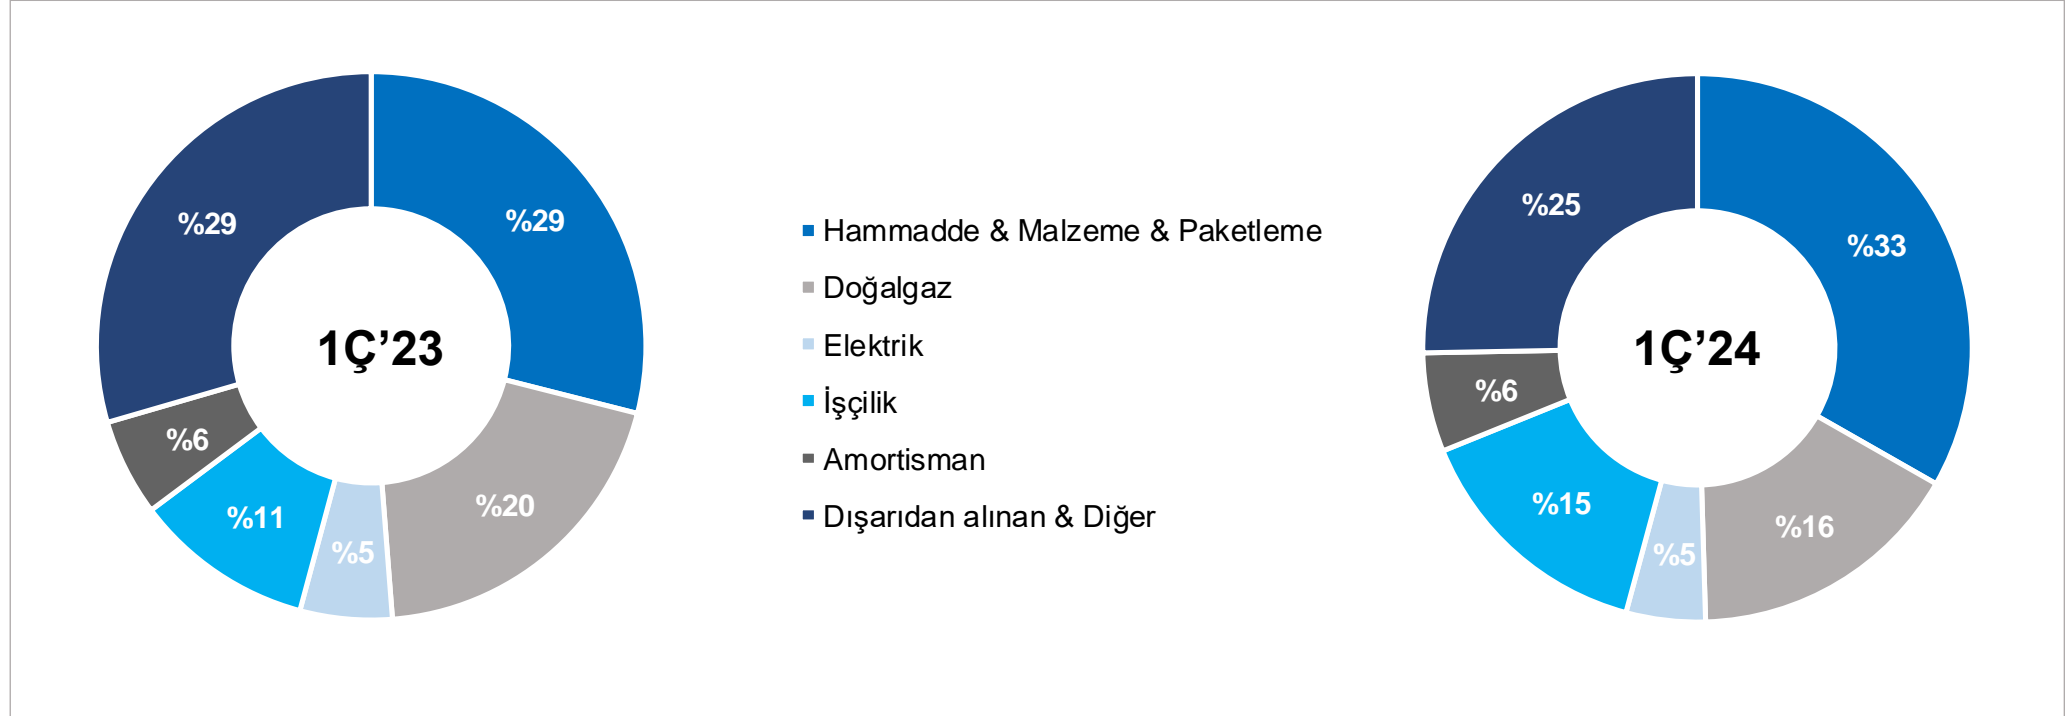 %29
%29
%20
%5
%11
%6
1Ç’23
Hammadde & Malzeme & Paketleme
Doğalgaz
Elektrik
İşçilik
Amortisman
Dışarıdan alınan & Diğer
%25
%33
%16
%5
%15
%6
1Ç’24